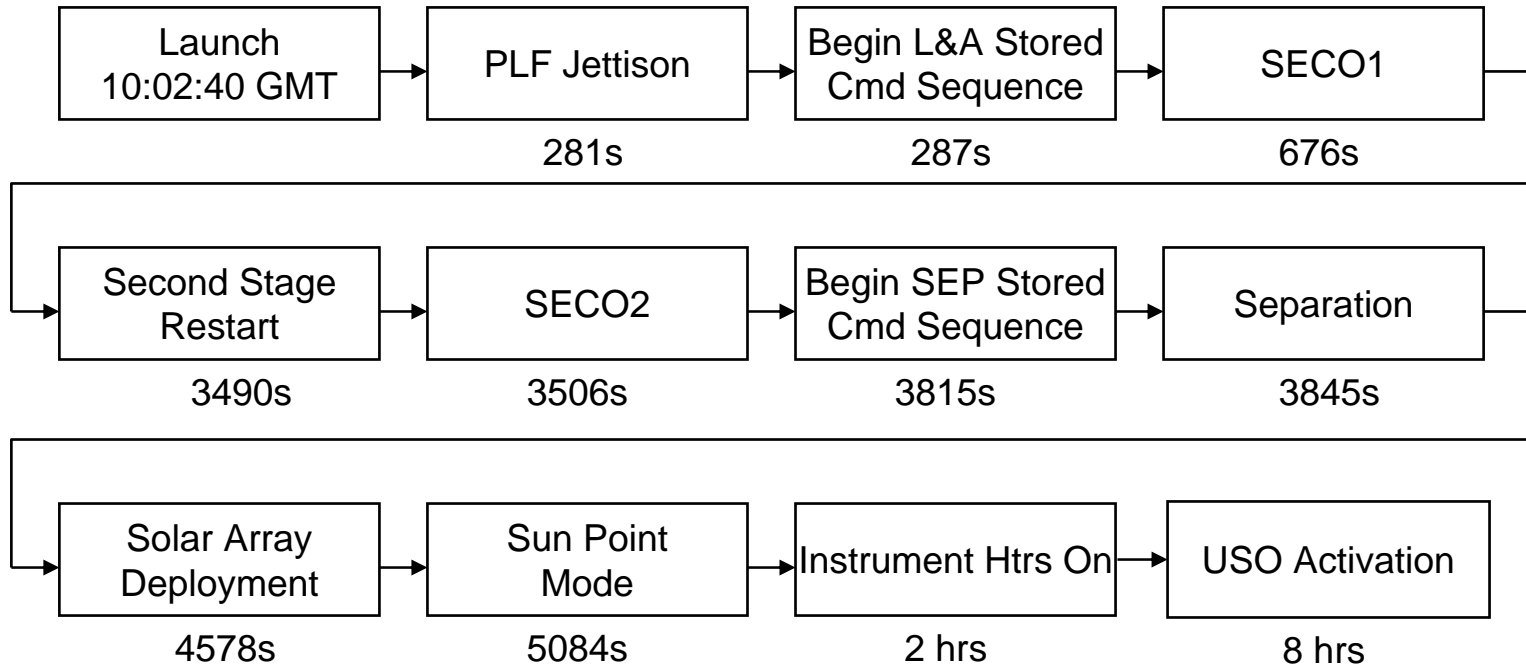 Launch
10:02:40 GMT
PLF Jettison
281s
Begin L&A Stored
Cmd Sequence
287s
SECO1
676s
Second Stage
Restart
3490s
SECO2
3506s
Begin SEP Stored
Cmd Sequence
3815s
Separation
3845s
Solar Array
Deployment
4578s
Sun Point
Mode
5084s
Instrument Htrs On
2 hrs
USO Activation
8 hrs